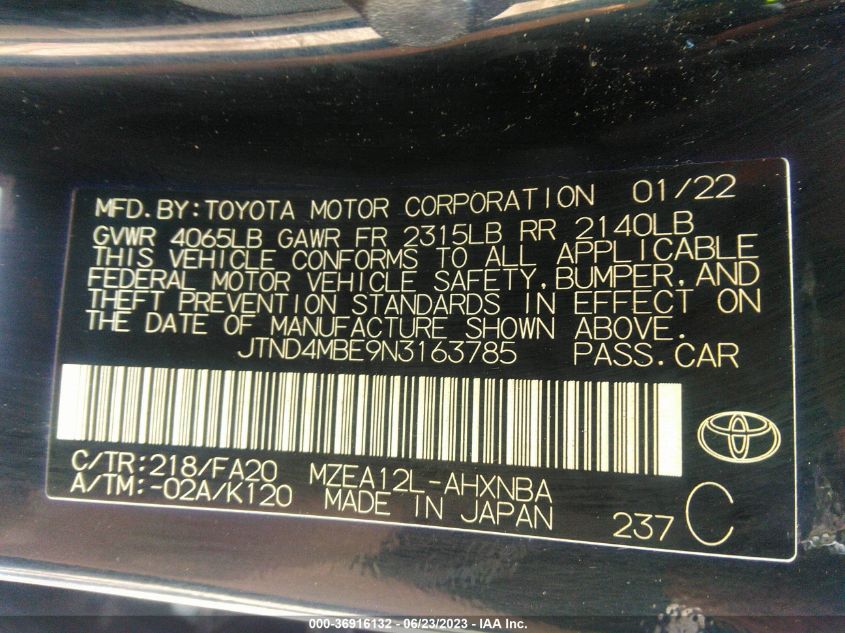 MFD.BY:TOYOTA MOTOR CORPORATION 01/22
GVWR 4065LB GAWR FR 2315LB RR 2140LB
THIS VEHICLE CONFORMS TO ALL APPLICABLE
FEDERAL MOTOR VEHICLE SAFETY,BUMPER,AND
THEFT PREVENTION STANDARDS IN EFFECT ON
THE DATE OF MANUFACTURE SHOWN ABOVE.
JTND4MBE9N3163785 PASS.CAR
C/TR:218/FA20 MZEA12L-AHXNBA
A/TM:-02A/K120 MADE IN JAPAN 237 C
000-36916132 - 06/23/2023 - IAA Inc.